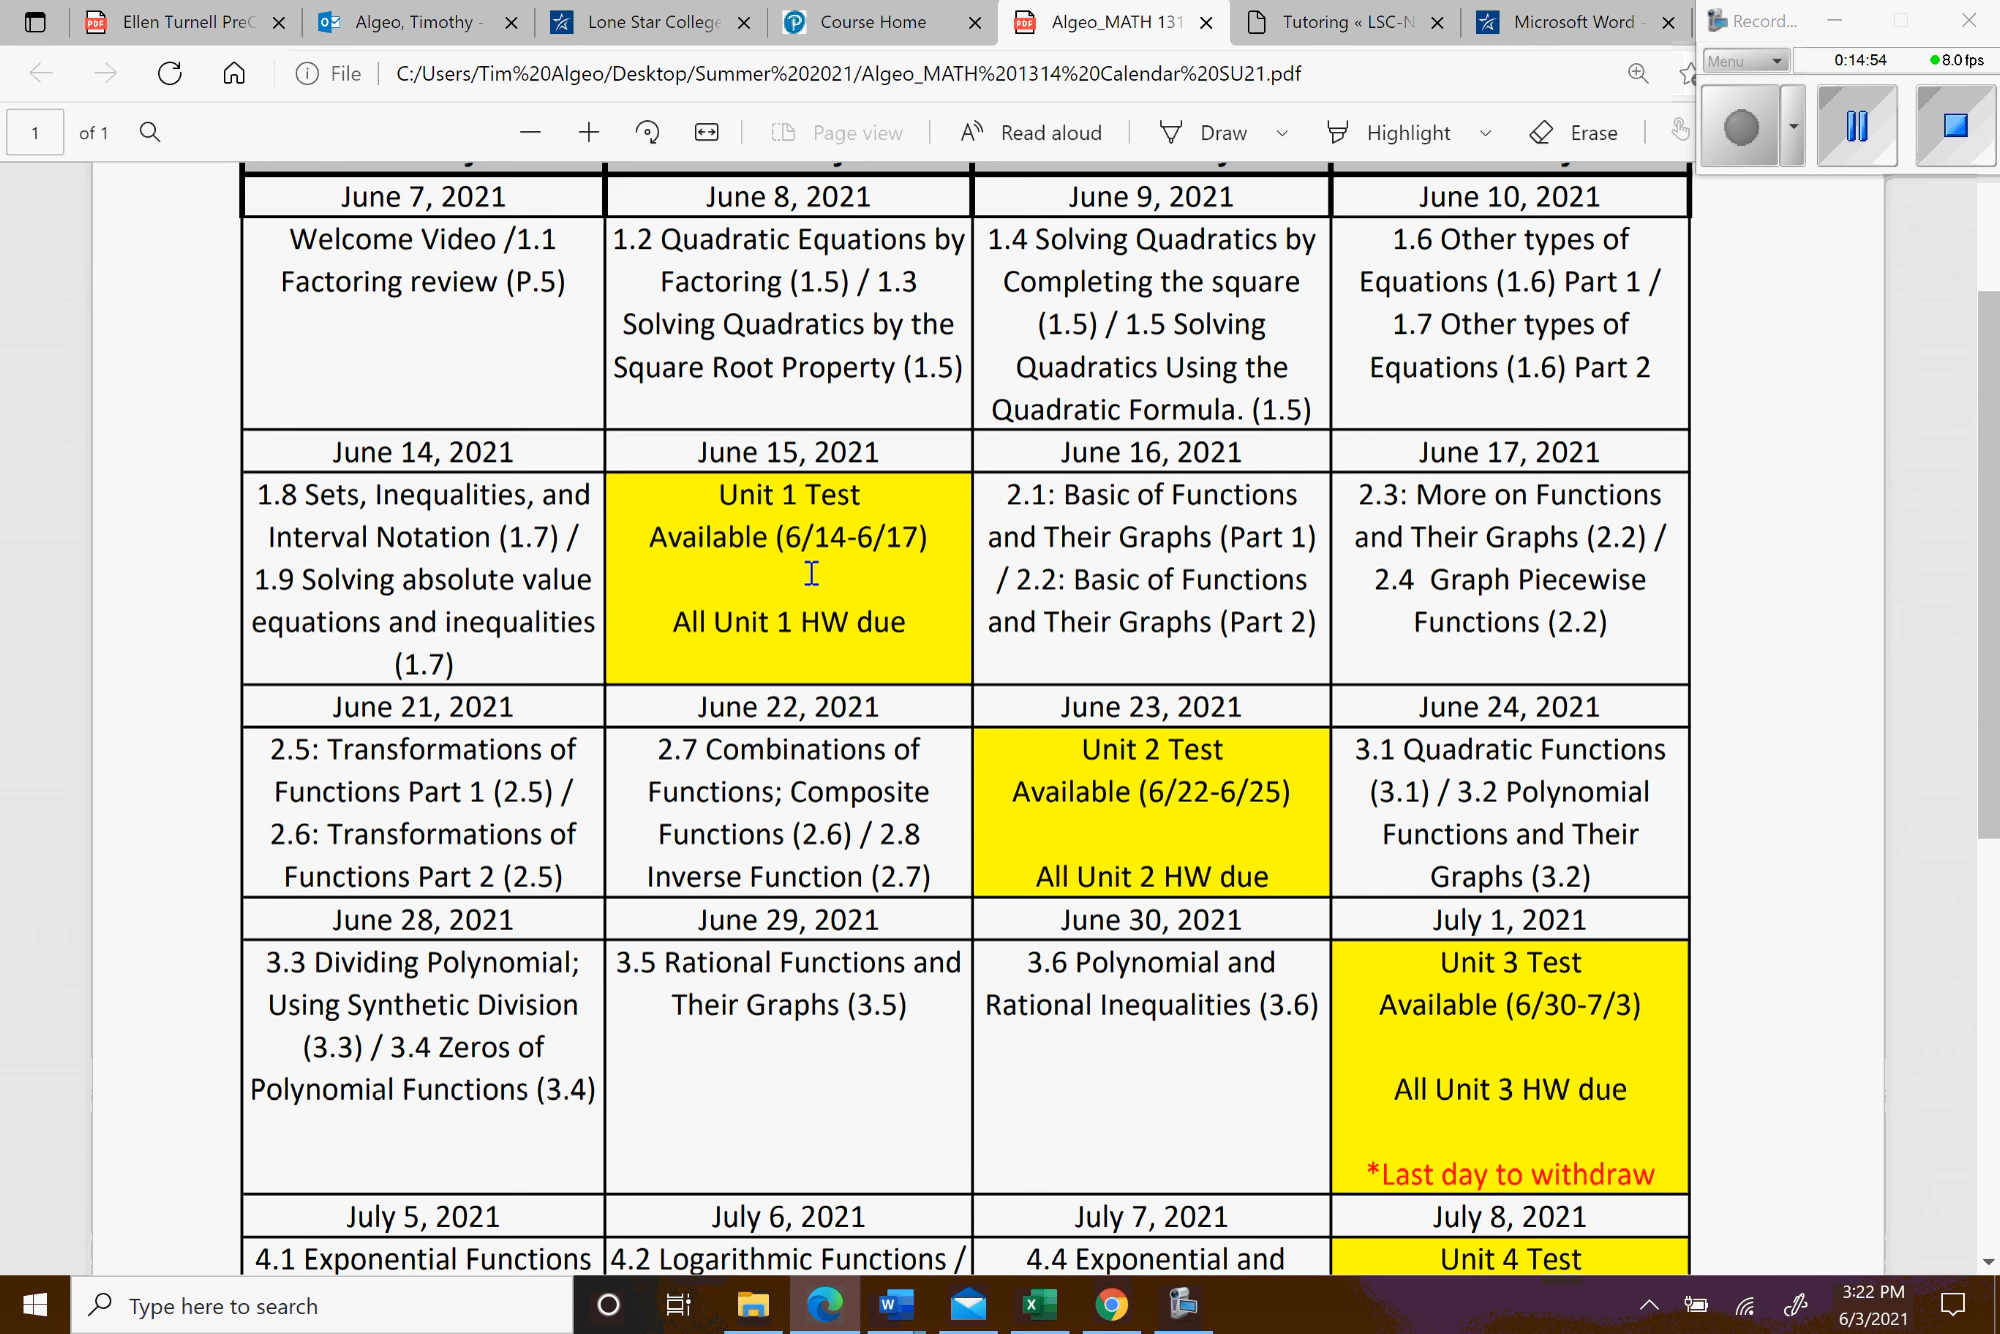 Ellen Turnell PreC
Algeo, Timothy -
Lone Star College
Course Home
Algeo_MATH 131
Tutoring « LSC-N
Microsoft Word -
Record...
File
C:/Users/Tim%20Algeo/Desktop/Summer%202021/Algeo_MATH%201314%20Calendar%20SU21.pdf
Menu
0:14:54
8.0 fps
1
of 1
Page view
Read aloud
Draw
Highlight
Erase
June 7, 2021
June 8, 2021
June 9, 2021
June 10, 2021
Welcome Video /1.1
Factoring review (P.5)
1.2 Quadratic Equations by
Factoring (1.5) / 1.3
Solving Quadratics by the
Square Root Property (1.5)
1.4 Solving Quadratics by
Completing the square
(1.5) / 1.5 Solving
Quadratics Using the
Quadratic Formula. (1.5)
1.6 Other types of
Equations (1.6) Part 1 /
1.7 Other types of
Equations (1.6) Part 2
June 14, 2021
June 15, 2021
June 16, 2021
June 17, 2021
1.8 Sets, Inequalities, and
Interval Notation (1.7) /
1.9 Solving absolute value
equations and inequalities
(1.7)
Unit 1 Test
Available (6/14-6/17)
All Unit 1 HW due
2.1: Basic of Functions
and Their Graphs (Part 1)
/ 2.2: Basic of Functions
and Their Graphs (Part 2)
2.3: More on Functions
and Their Graphs (2.2) /
2.4 Graph Piecewise
Functions (2.2)
June 21, 2021
June 22, 2021
June 23, 2021
June 24, 2021
2.5: Transformations of
Functions Part 1 (2.5) /
2.6: Transformations of
Functions Part 2 (2.5)
2.7 Combinations of
Functions; Composite
Functions (2.6) / 2.8
Inverse Function (2.7)
Unit 2 Test
Available (6/22-6/25)
All Unit 2 HW due
3.1 Quadratic Functions
(3.1) / 3.2 Polynomial
Functions and Their
Graphs (3.2)
June 28, 2021
June 29, 2021
June 30, 2021
July 1, 2021
3.3 Dividing Polynomial;
Using Synthetic Division
(3.3) / 3.4 Zeros of
Polynomial Functions (3.4)
3.5 Rational Functions and
Their Graphs (3.5)
3.6 Polynomial and
Rational Inequalities (3.6)
Unit 3 Test
Available (6/30-7/3)
All Unit 3 HW due
*Last day to withdraw
July 5, 2021
July 6, 2021
July 7, 2021
July 8, 2021
4.1 Exponential Functions
4.2 Logarithmic Functions /
4.4 Exponential and
Unit 4 Test
Type here to search
3:22 PM
6/3/2021